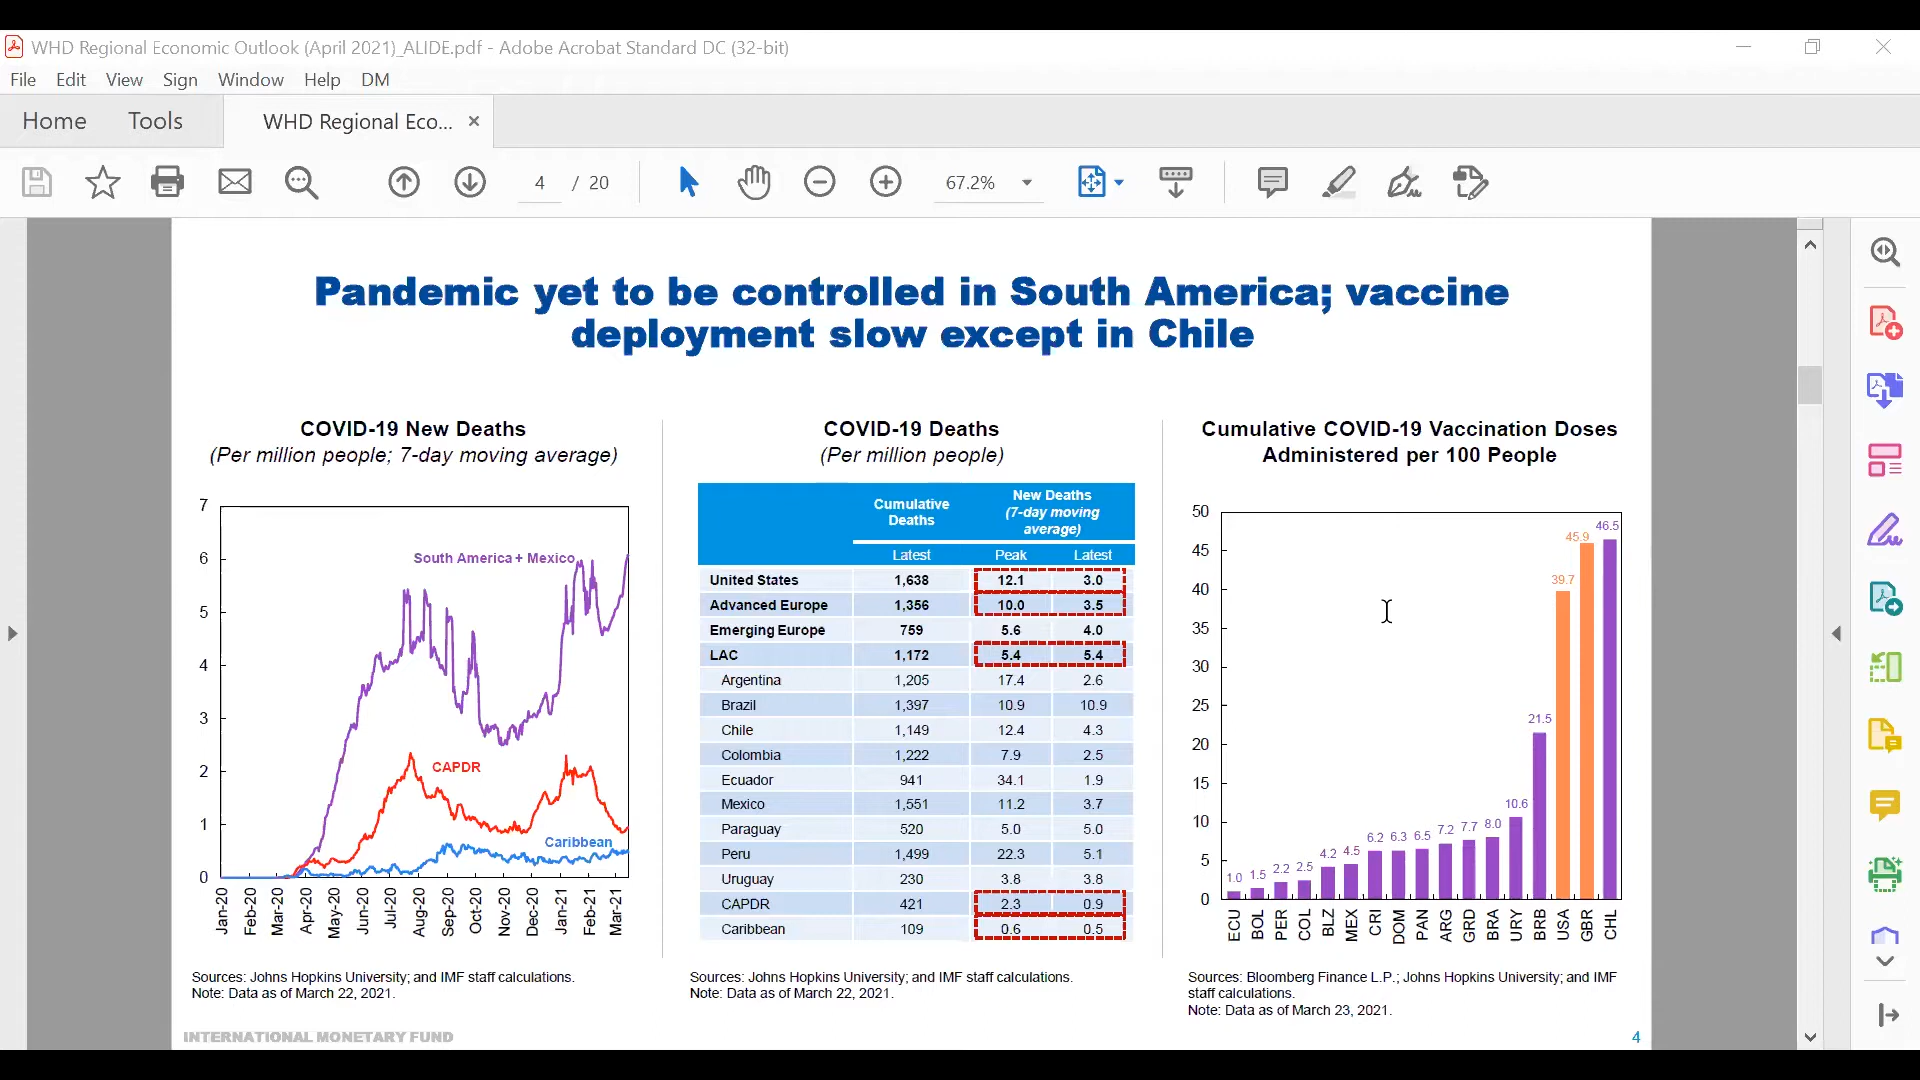 WHD Regional Economic Outlook (April 2021)_ALIDE.pdf - Adobe Acrobat Standard DC (32-bit)
File Edit View Sign Window Help DM
Home Tools WHD Regional Eco... ×
4 / 20 67.2%
Pandemic yet to be controlled in South America; vaccine
deployment slow except in Chile
COVID-19 New Deaths
(Per million people; 7-day moving average)
7
6
5
4
3
2
1
0
South America + Mexico
CAPDR
Caribbean
Jan-20 Feb-20 Mar-20 Apr-20 May-20 Jun-20 Jul-20 Aug-20 Sep-20 Oct-20 Nov-20 Dec-20 Jan-21 Feb-21 Mar-21
Sources: Johns Hopkins University; and IMF staff calculations.
Note: Data as of March 22, 2021.
COVID-19 Deaths
(Per million people)
Cumulative
Deaths
New Deaths
(7-day moving
average)
Latest Peak Latest
United States 1,638 12.1 3.0
Advanced Europe 1,356 10.0 3.5
Emerging Europe 759 5.6 4.0
LAC 1,172 5.4 5.4
Argentina 1,205 17.4 2.6
Brazil 1,397 10.9 10.9
Chile 1,149 12.4 4.3
Colombia 1,222 7.9 2.5
Ecuador 941 34.1 1.9
Mexico 1,551 11.2 3.7
Paraguay 520 5.0 5.0
Peru 1,499 22.3 5.1
Uruguay 230 3.8 3.8
CAPDR 421 2.3 0.9
Caribbean 109 0.6 0.5
Sources: Johns Hopkins University; and IMF staff calculations.
Note: Data as of March 22, 2021.
Cumulative COVID-19 Vaccination Doses
Administered per 100 People
50
45
40
35
30
25
20
15
10
5
0
1.0 1.5 2.2 2.5 4.2 4.5 6.2 6.3 6.5 7.2 7.7 8.0 10.6 21.5 39.7 45.9 46.5
ECU BOL PER COL BLZ MEX CRI DOM PAN ARG GRD BRA URY BRB USA GBR CHL
Sources: Bloomberg Finance L.P.; Johns Hopkins University; and IMF
staff calculations.
Note: Data as of March 23, 2021.
INTERNATIONAL MONETARY FUND
4